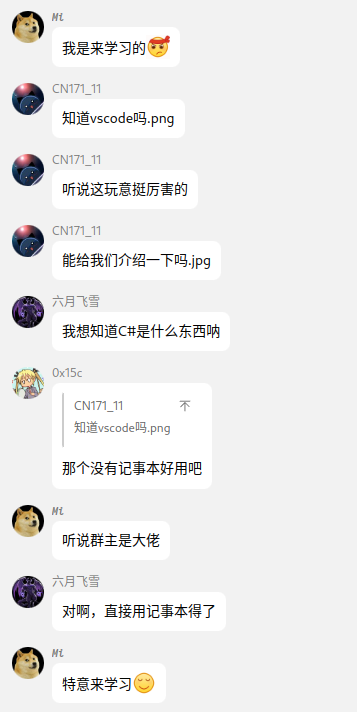 Mi
我是来学习的
CN171_11
知道vscode吗.png
CN171_11
听说这玩意挺厉害的
CN171_11
能给我们介绍一下吗.jpg
六月飞雪
我想知道C#是什么东西呐
0x15c
CN171_11
知道vscode吗.png
那个没有记事本好用吧
Mi
听说群主是大佬
六月飞雪
对啊，直接用记事本得了
Mi
特意来学习